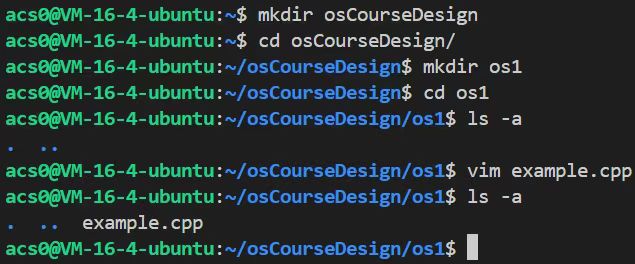 acs0@VM-16-4-ubuntu:~$ mkdir osCourseDesign
acs0@VM-16-4-ubuntu:~$ cd osCourseDesign/
acs0@VM-16-4-ubuntu:~/osCourseDesign$ mkdir os1
acs0@VM-16-4-ubuntu:~/osCourseDesign$ cd os1
acs0@VM-16-4-ubuntu:~/osCourseDesign/os1$ ls -a
.  ..
acs0@VM-16-4-ubuntu:~/osCourseDesign/os1$ vim example.cpp
acs0@VM-16-4-ubuntu:~/osCourseDesign/os1$ ls -a
.  ..  example.cpp
acs0@VM-16-4-ubuntu:~/osCourseDesign/os1$